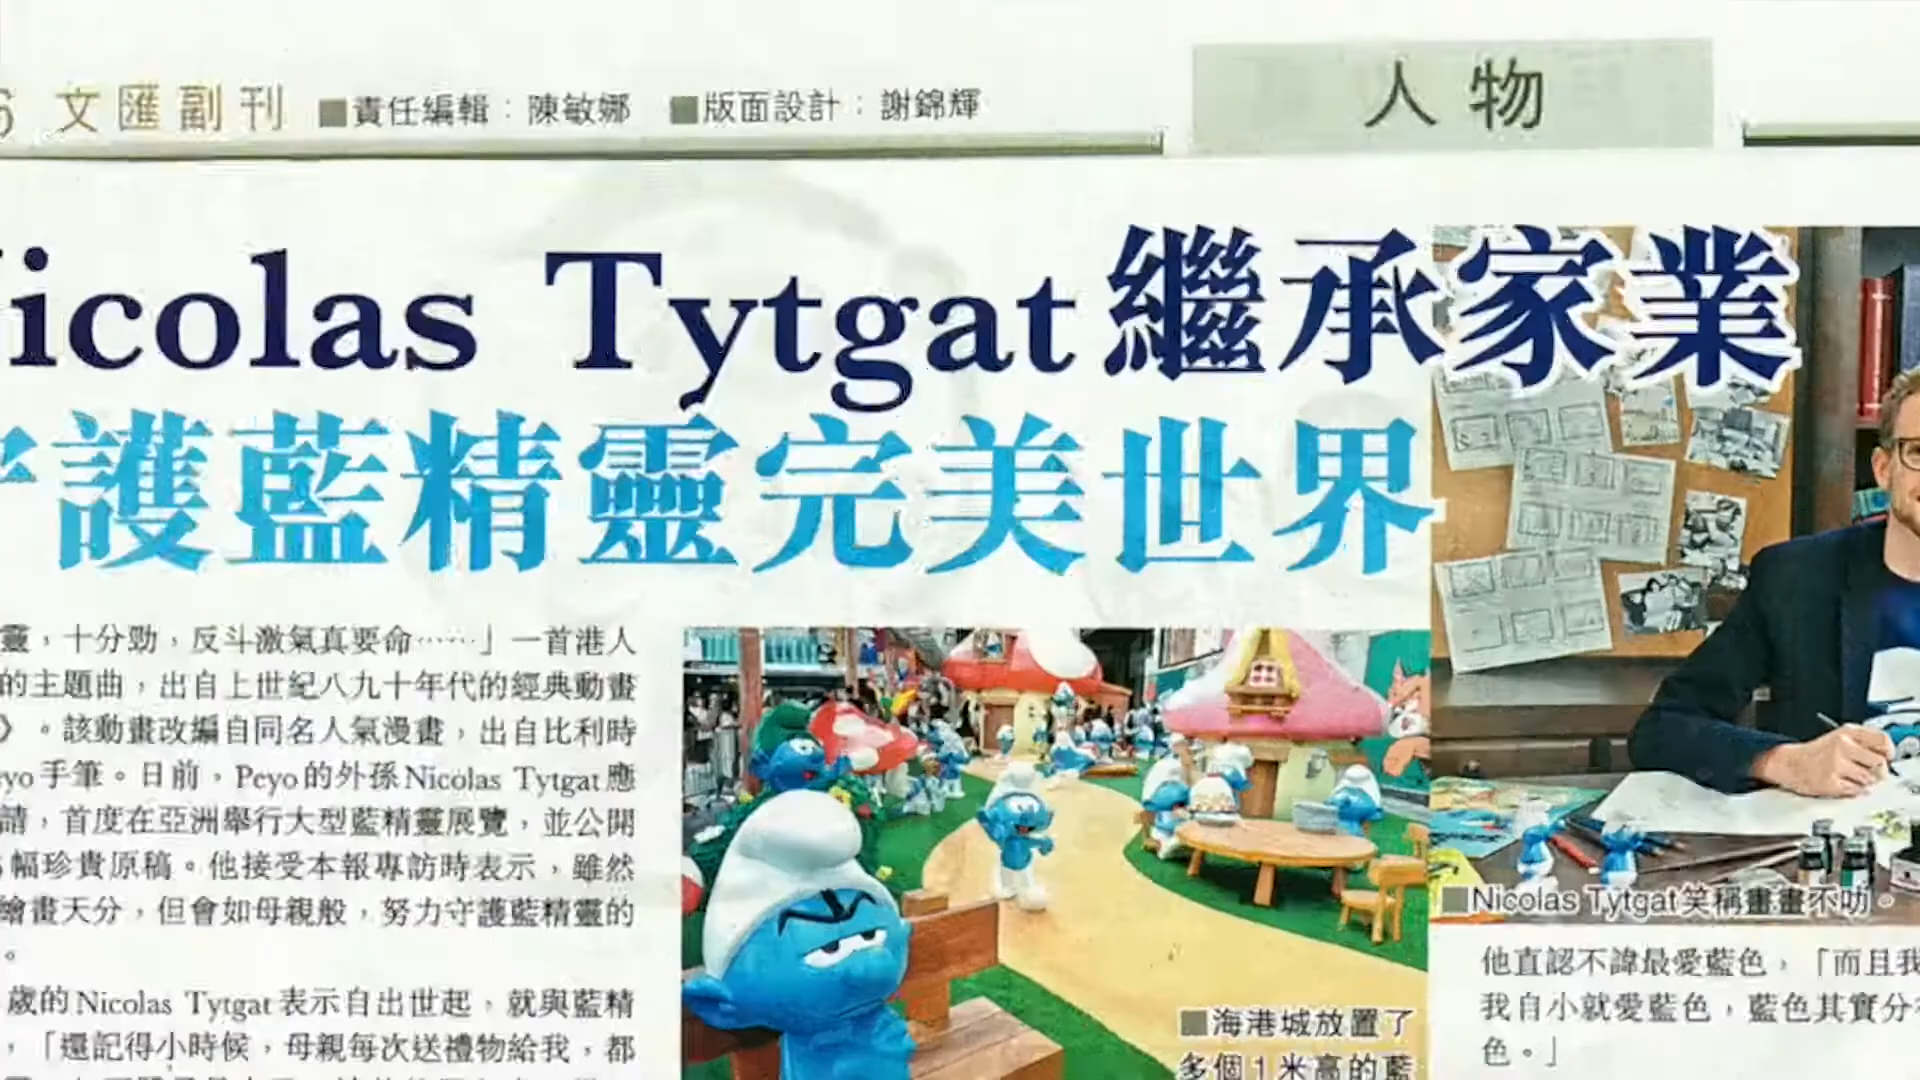 6 文匯副刊 ■責任編輯：陳敏娜 ■版面設計：謝錦輝
人物
Nicolas Tytgat繼承家業
守護藍精靈完美世界
靈，十分勁，反斗激氣真要命……」一首港人
的主題曲，出自上世紀八九十年代的經典動畫
》。該動畫改編自同名人氣漫畫，出自比利時
eyo手筆。日前，Peyo的外孫Nicolas Tytgat應
請，首度在亞洲舉行大型藍精靈展覽，並公開
幅珍貴原稿。他接受本報專訪時表示，雖然
繪畫天分，但會如母親般，努力守護藍精靈的
。
歲的Nicolas Tytgat表示自出世起，就與藍精
，「還記得小時候，母親每次送禮物給我，都
■海港城放置了
多個1米高的藍
■Nicolas Tytgat笑稱畫畫不叻。
他直認不諱最愛藍色，「而且我
我自小就愛藍色，藍色其實分
色。」